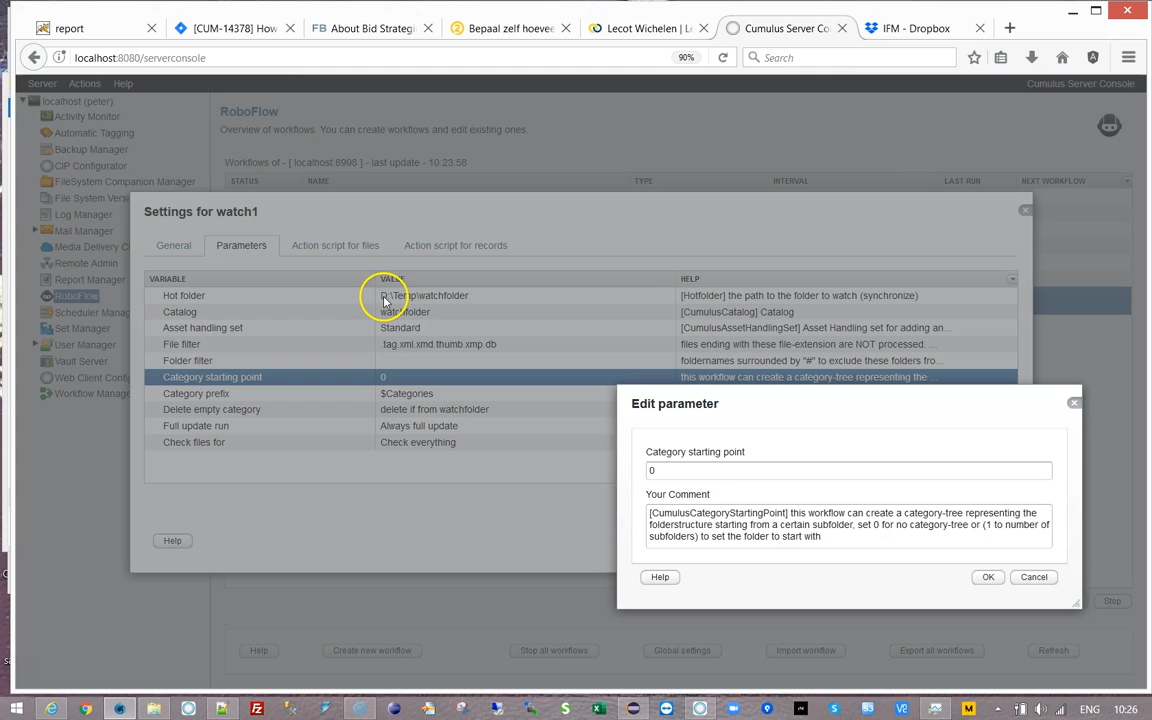 report
[CUM-14378] How
About Bid Strategi
Bepaal zelf hoevee
Lecot Wichelen | Le
Cumulus Server Co
IFM - Dropbox
localhost:8080/serverconsole
90%
Search
Server Actions Help
Cumulus Server Console
localhost (peter)
Activity Monitor
Automatic Tagging
Backup Manager
CIP Configurator
FileSystem Companion Manager
File System Versi
Log Manager
Mail Manager
Media Delivery C
Remote Admin
Report Manager
RoboFlow
Scheduler Manag
Set Manager
User Manager
Vault Server
Web Client Config
Workflow Manage
RoboFlow
Overview of workflows. You can create workflows and edit existing ones.
Workflows of - [ localhost:8998 ] - last update - 10:23:58
STATUS NAME TYPE INTERVAL LAST RUN NEXT WORKFLOW
Settings for watch1
General Parameters Action script for files Action script for records
VARIABLE VALUE HELP
Hot folder D:\Temp\watchfolder [Hotfolder] the path to the folder to watch (synchronize)
Catalog watchfolder [CumulusCatalog] Catalog
Asset handling set Standard [CumulusAssetHandlingSet] Asset Handling set for adding an...
File filter .tag.xml.xmd.thumb.xmp.db files ending with these file-extension are NOT processed. ...
Folder filter foldernames surrounded by "#" to exclude these folders fro...
Category starting point 0 this workflow can create a category-tree representing the ...
Category prefix $Categories
Delete empty category delete if from watchfolder
Full update run Always full update
Check files for Check everything
Help
Edit parameter
Category starting point
0
Your Comment
[CumulusCategoryStartingPoint] this workflow can create a category-tree representing the
folderstructure starting from a certain subfolder, set 0 for no category-tree or (1 to number of
subfolders) to set the folder to start with
Help OK Cancel
Stop
Help Create new workflow Stop all workflows Global settings Import workflow Export all workflows Refresh
ENG 10:26